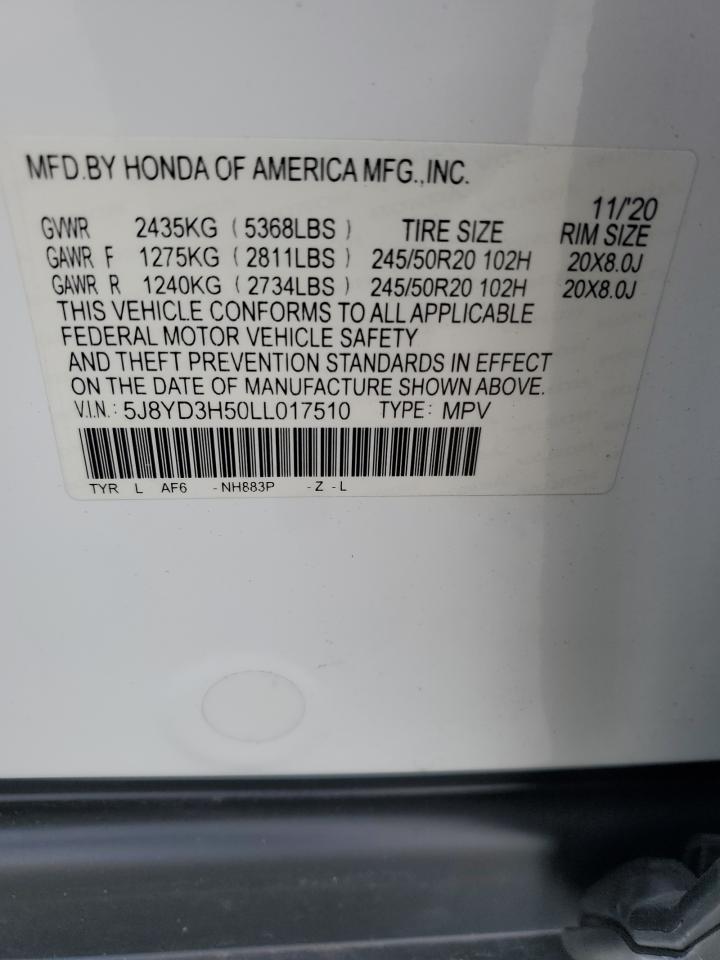 MFD.BY HONDA OF AMERICA MFG.,INC.
11/'20
GVWR 2435KG ( 5368LBS ) TIRE SIZE RIM SIZE
GAWR F 1275KG ( 2811LBS ) 245/50R20 102H 20X8.0J
GAWR R 1240KG ( 2734LBS ) 245/50R20 102H 20X8.0J
THIS VEHICLE CONFORMS TO ALL APPLICABLE
FEDERAL MOTOR VEHICLE SAFETY
AND THEFT PREVENTION STANDARDS IN EFFECT
ON THE DATE OF MANUFACTURE SHOWN ABOVE.
V.I.N.: 5J8YD3H50LL017510 TYPE: MPV
TYR L AF6 -NH883P -Z -L